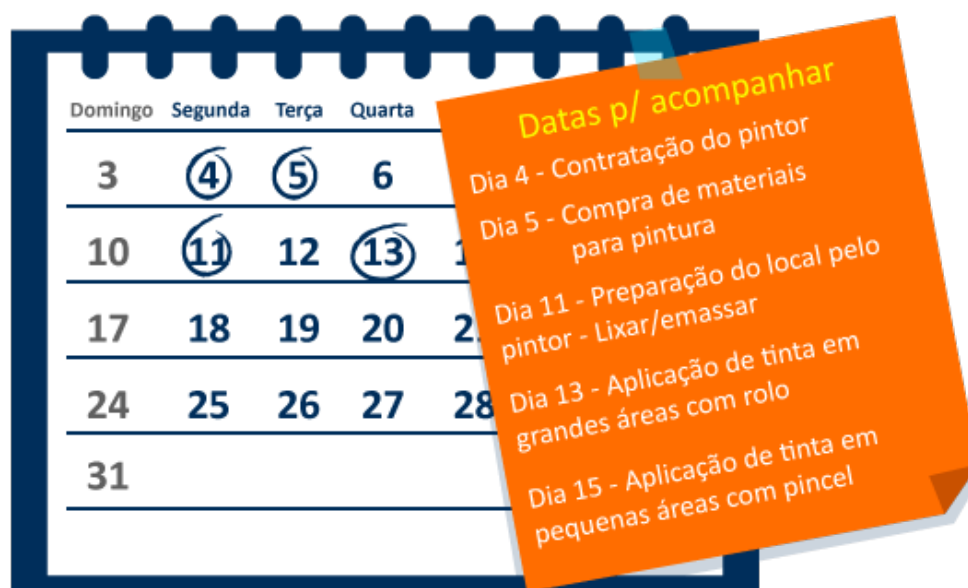 Domingo Segunda Terça Quarta
3 4 5 6
10 11 12 13
17 18 19 20
24 25 26 27 28
31
Datas p/ acompanhar
Dia 4 - Contratação do pintor
Dia 5 - Compra de materiais
para pintura
Dia 11 - Preparação do local pelo
pintor - Lixar/emassar
Dia 13 - Aplicação de tinta em
grandes áreas com rolo
Dia 15 - Aplicação de tinta em
pequenas áreas com pincel